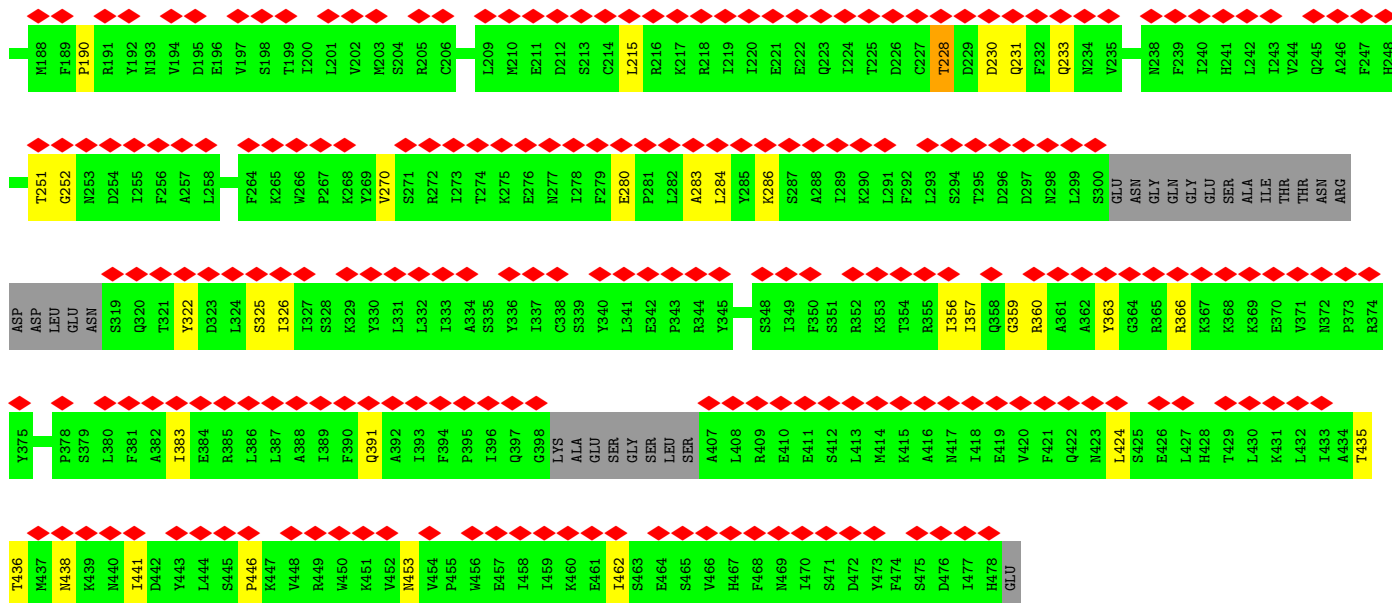 M188 F189 P190 R191 Y192 N193 V194 D195 E196 V197 S198 T199 I200 L201 V202 M203 S204 R205 C206 L209 M210 E211 D212 S213 C214 L215 R216 K217 R218 I219 I220 E221 E222 Q223 I224 T225 D226 C227 T228 D229 D230 Q231 F232 Q233 N234 V235 N238 F239 I240 H241 L242 I243 V244 Q245 A246 F247 H248
T251 G252 N253 D254 I255 F256 A257 L258 F264 K265 W266 P267 K268 Y269 V270 S271 R272 I273 T274 K275 E276 N277 I278 F279 E280 P281 L282 A283 L284 Y285 K286 S287 A288 I289 K290 L291 F292 L293 S294 T295 D296 D297 N298 L299 S300 GLU ASN GLY GLN GLY GLU SER ALA ILE THR THR ASN ARG
ASP ASP LEU GLU ASN S319 Q320 T321 Y322 D323 L324 S325 I326 I327 S328 K329 Y330 L331 L332 I333 A334 S335 Y336 I337 C338 S339 Y340 L341 E342 P343 R344 Y345 S348 I349 F350 S351 R352 K353 T354 R355 I356 I357 Q358 G359 R360 A361 A362 Y363 G364 R365 R366 K367 K368 K369 E370 V371 N372 P373 R374
Y375 P378 S379 L380 F381 A382 I383 E384 R385 L386 L387 A388 I389 F390 Q391 A392 I393 F394 P395 I396 Q397 G398 LYS ALA GLU SER GLY SER LEU SER A407 L408 R409 E410 E411 S412 L413 M414 K415 A416 N417 I418 E419 V420 F421 Q422 N423 L424 S425 E426 L427 H428 T429 L430 K431 L432 I433 A434 T435
T436 M437 N438 K439 N440 I441 D442 Y443 L444 S445 P446 K447 V448 R449 W450 K451 V452 N453 V454 P455 W456 E457 I458 I459 K460 E461 I462 S463 E464 S465 V466 H467 F468 N469 I470 S471 D472 Y473 F474 S475 D476 I477 H478 GLU